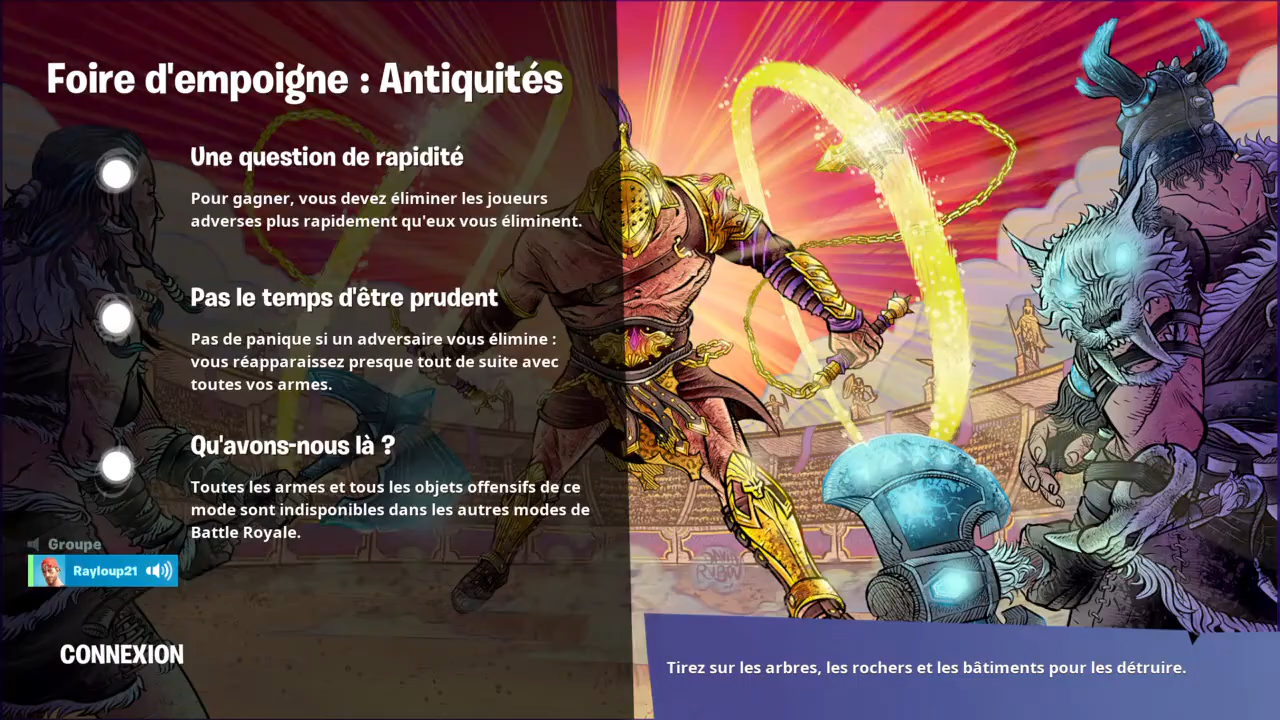 Foire d'empoigne : Antiquités
Une question de rapidité
Pour gagner, vous devez éliminer les joueurs
adverses plus rapidement qu'eux vous éliminent.
Pas le temps d'être prudent
Pas de panique si un adversaire vous élimine :
vous réapparaissez presque tout de suite avec
toutes vos armes.
Qu'avons-nous là ?
Toutes les armes et tous les objets offensifs de ce
mode sont indisponibles dans les autres modes de
Battle Royale.
Groupe
Rayloup21
CONNEXION
Tirez sur les arbres, les rochers et les bâtiments pour les détruire.